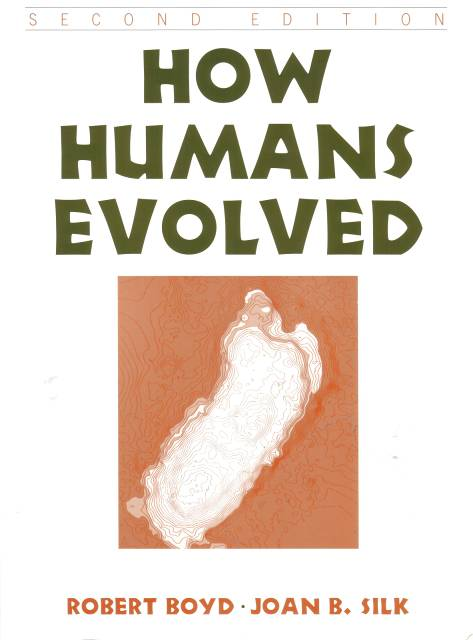 SECOND EDITION
HOW
HUMANS
EVOLVED
ROBERT BOYD · JOAN B. SILK